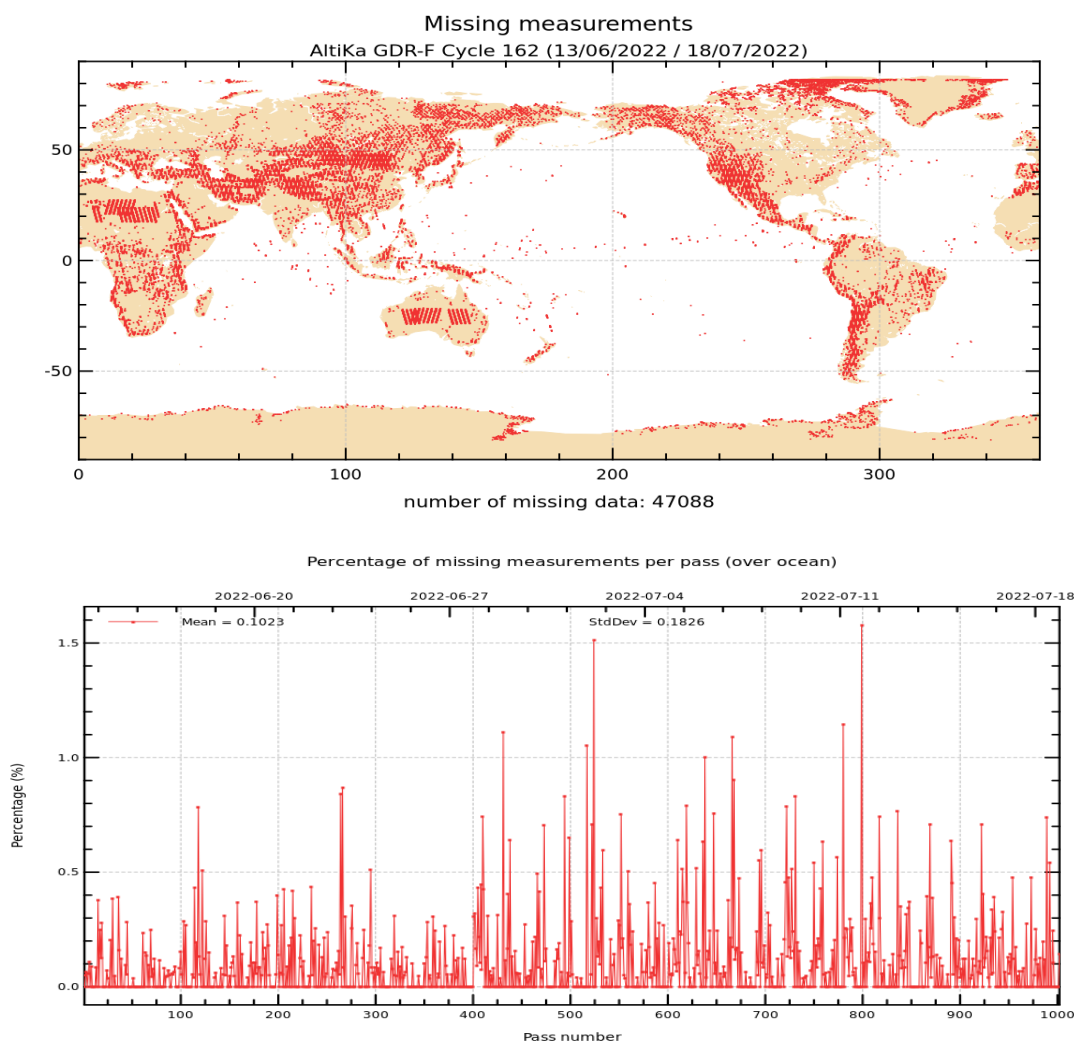 Missing measurements
AltiKa GDR-F Cycle 162 (13/06/2022 / 18/07/2022)
50
0
-50
0 100 200 300
number of missing data: 47088
Percentage of missing measurements per pass (over ocean)
2022-06-20 2022-06-27 2022-07-04 2022-07-11 2022-07-18
Mean = 0.1023 StdDev = 0.1826
1.5
1.0
0.5
0.0
Percentage (%)
100 200 300 400 500 600 700 800 900 1000
Pass number